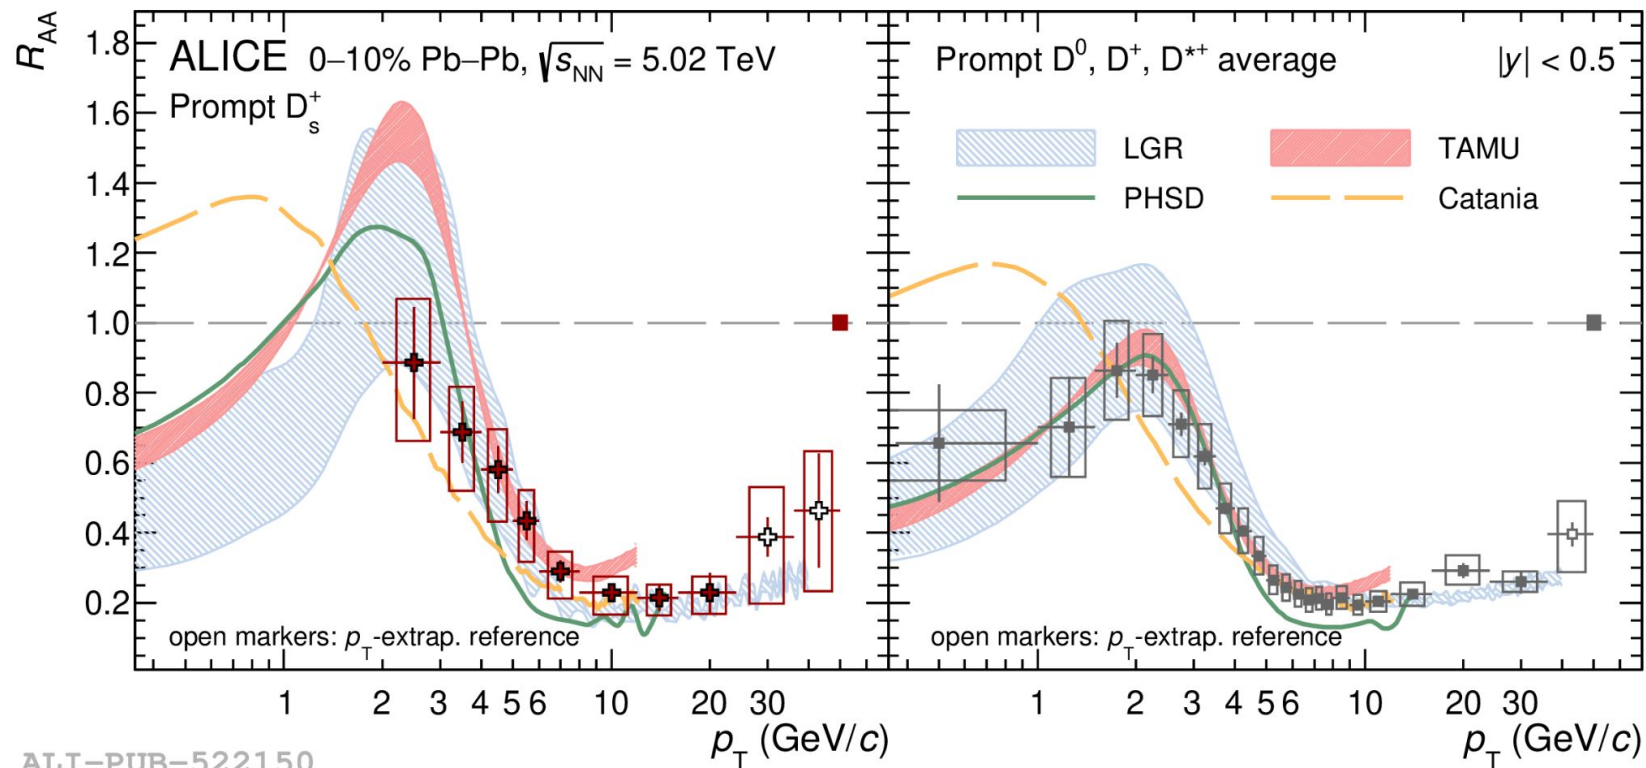 R_AA
1.8
1.6
1.4
1.2
1.0
0.8
0.6
0.4
0.2
ALICE 0–10% Pb–Pb, √s_NN = 5.02 TeV
Prompt D_s^+
open markers: p_T-extrap. reference
1 2 3 4 5 6 10 20 30
p_T (GeV/c)
Prompt D^0, D^+, D^*+ average |y| < 0.5
LGR TAMU
PHSD Catania
open markers: p_T-extrap. reference
1 2 3 4 5 6 10 20 30
p_T (GeV/c)
ALI-PUB-522150